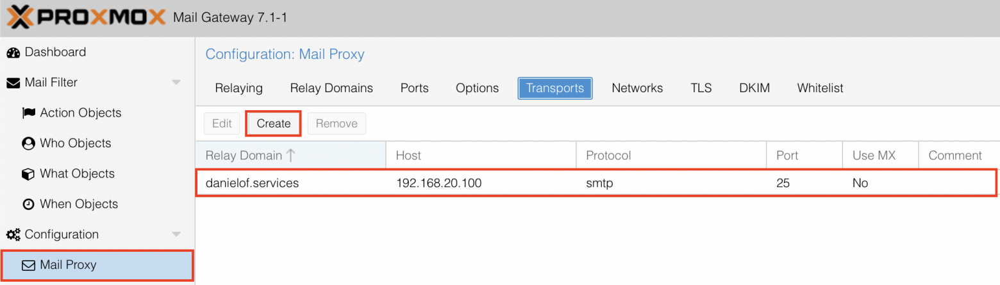 PROXMOX Mail Gateway 7.1-1
Dashboard
Mail Filter
Action Objects
Who Objects
What Objects
When Objects
Configuration
Mail Proxy
Configuration: Mail Proxy
Relaying Relay Domains Ports Options Transports Networks TLS DKIM Whitelist
Edit Create Remove
Relay Domain Host Protocol Port Use MX Comment
danielof.services 192.168.20.100 smtp 25 No